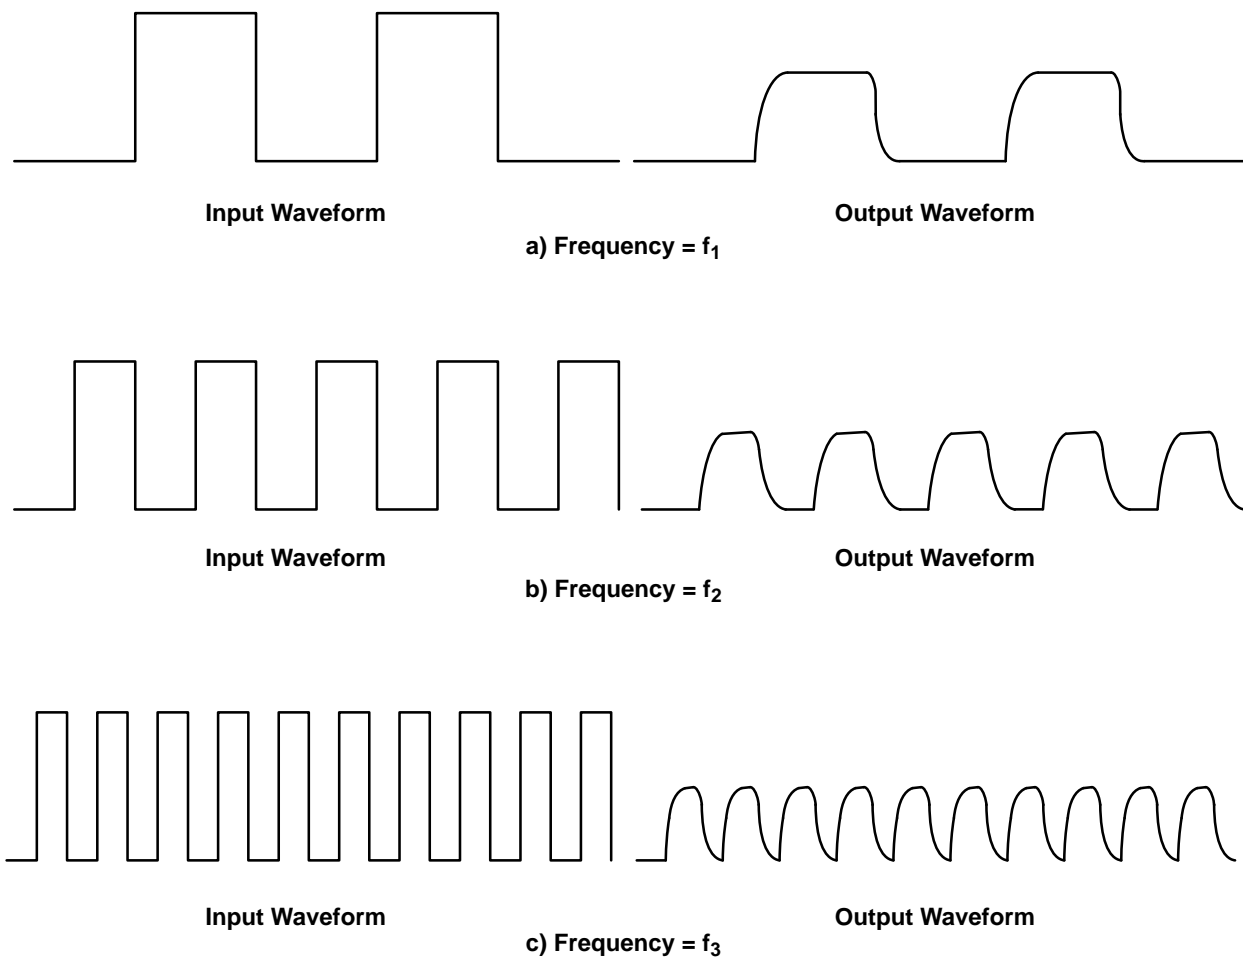 Input Waveform
Output Waveform
a) Frequency = f1
Input Waveform
Output Waveform
b) Frequency = f2
Input Waveform
Output Waveform
c) Frequency = f3